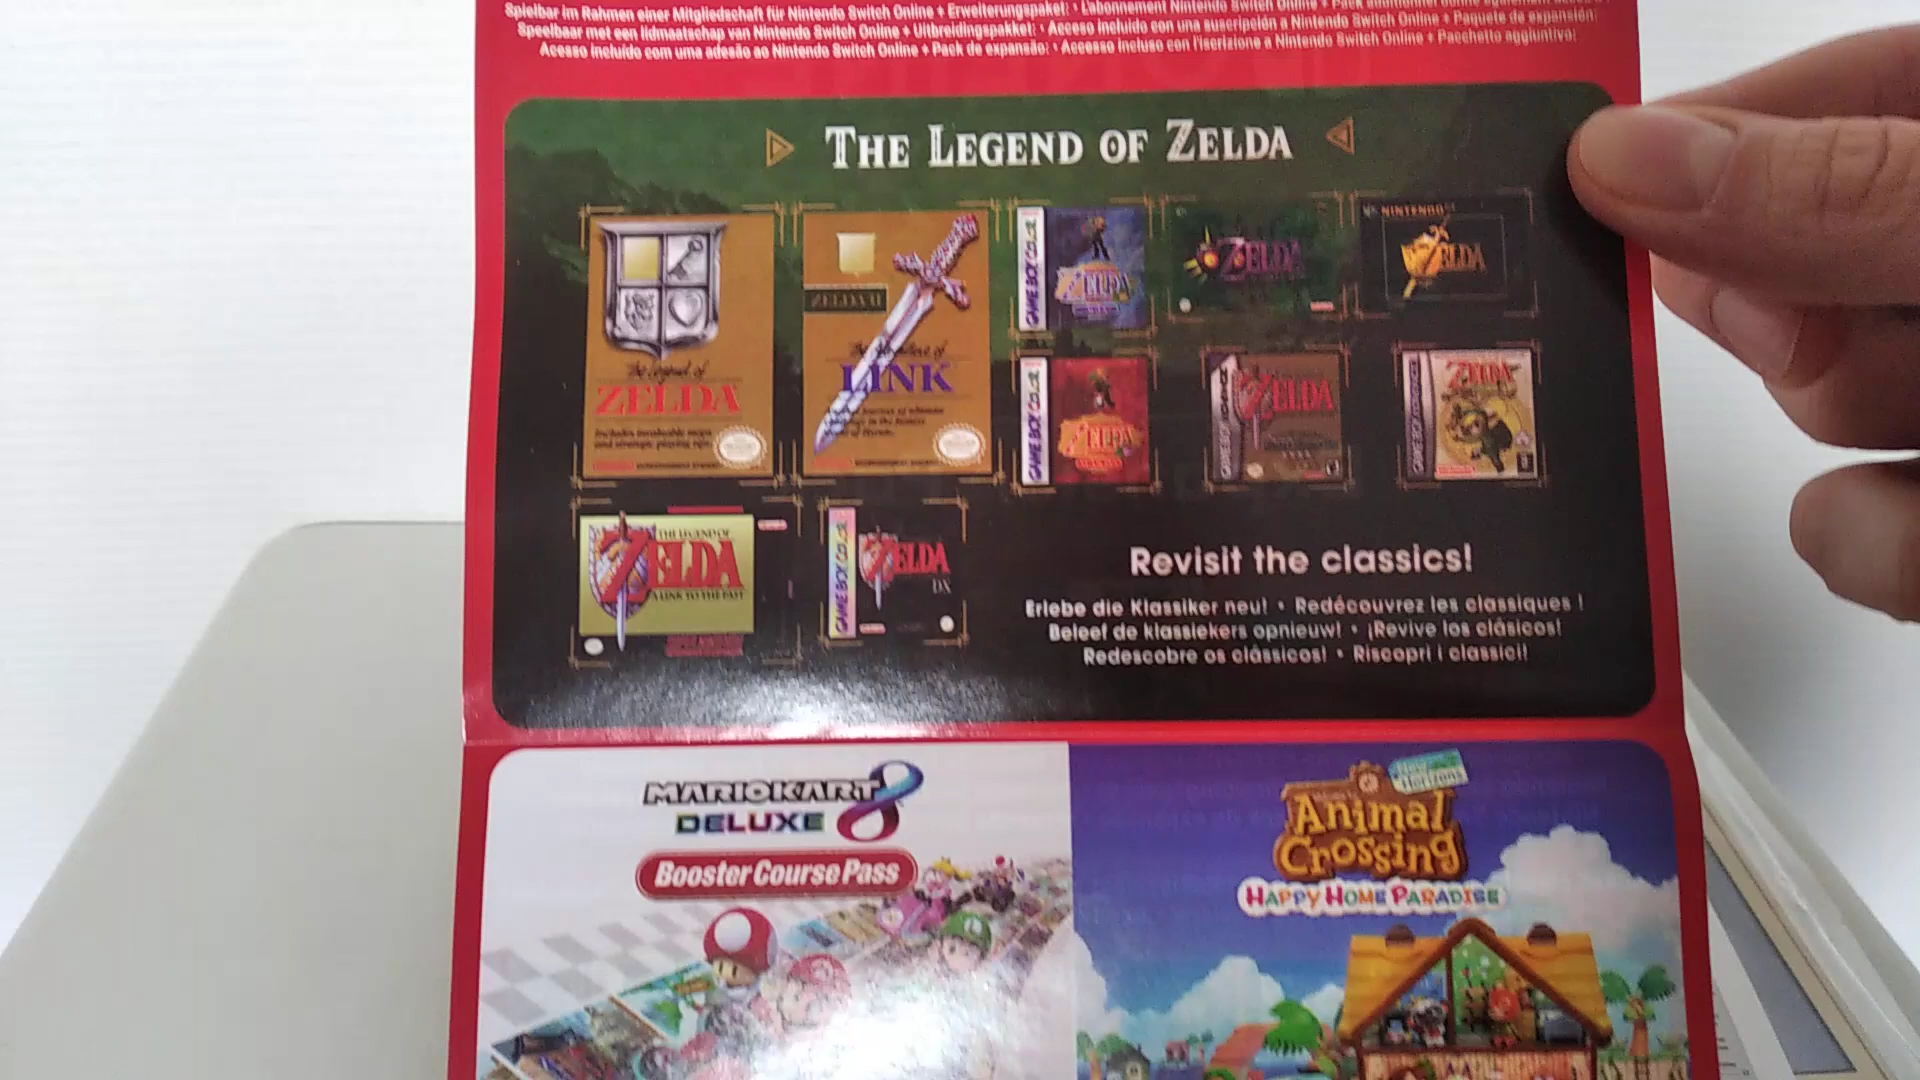 Spielbar im Rahmen einer Mitgliedschaft für Nintendo Switch Online + Erweiterungspaket! • L'abonnement Nintendo Switch Online + Pack additionnel
Speelbaar met een lidmaatschap van Nintendo Switch Online + Uitbreidingspakket! • Acceso incluido con una suscripción a Nintendo Switch Online + Paquete de expansión!
Acesso incluído com uma adesão ao Nintendo Switch Online + Pack de expansão! • Accesso incluso con l'iscrizione a Nintendo Switch Online + Pacchetto aggiuntivo!
THE LEGEND OF ZELDA
The Legend of
ZELDA
ZELDA II
The Adventure of
LINK
GAME BOY COLOR
ZELDA
ZELDA
NINTENDO
ZELDA
GAME BOY COLOR
ZELDA
GAME BOY ADVANCE
ZELDA
ZELDA
THE LEGEND OF
ZELDA
A LINK TO THE PAST
GAME BOY COLOR
ZELDA
DX
Revisit the classics!
Erlebe die Klassiker neu! • Redécouvrez les classiques !
Beleef de klassiekers opnieuw! • ¡Revive los clásicos!
Redescobre os clássicos! • Riscopri i classici!
MARIOKART 8
DELUXE
Booster Course Pass
New Horizons
Animal
Crossing
HAPPY HOME PARADISE